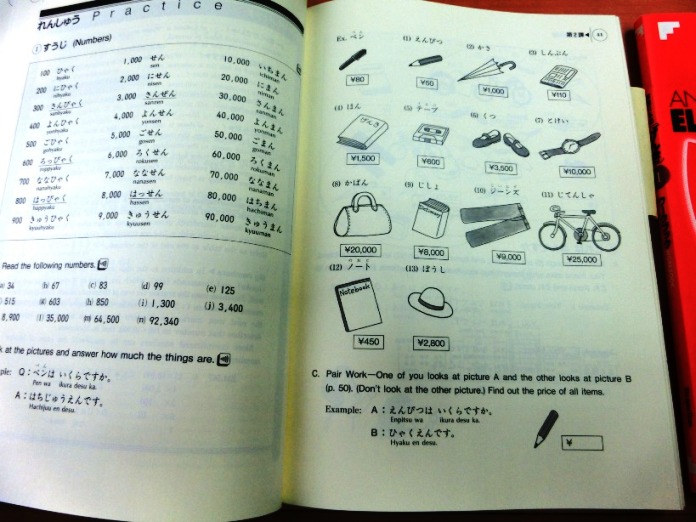 れんしゅう Practice
すうじ (Numbers)
100 ひゃく
hyaku
200 にひゃく
nihyaku
300 さんびゃく
sanbyaku
400 よんひゃく
yonhyaku
500 ごひゃく
gohyaku
600 ろっぴゃく
roppyaku
700 ななひゃく
nanahyaku
800 はっぴゃく
happyaku
900 きゅうひゃく
kyuuhyaku
1,000 せん
sen
2,000 にせん
nisen
3,000 さんぜん
sanzen
4,000 よんせん
yonsen
5,000 ごせん
gosen
6,000 ろくせん
rokusen
7,000 ななせん
nanasen
8,000 はっせん
hassen
9,000 きゅうせん
kyuusen
10,000 いちまん
ichiman
20,000 にまん
niman
30,000 さんまん
sanman
40,000 よんまん
yonman
50,000 ごまん
goman
60,000 ろくまん
rokuman
70,000 ななまん
nanaman
80,000 はちまん
hachiman
90,000 きゅうまん
kyuuman
Read the following numbers.
34 (b) 67 (c) 83 (d) 99 (e) 125
515 (g) 603 (h) 850 (i) 1,300 (j) 3,400
8,900 (l) 35,000 (m) 64,500 (n) 92,340
at the pictures and answer how much the things are.
Q：ペンは いくらですか。
Pen wa ikura desu ka.
A：はちじゅうえんです。
Hachijuu en desu.
第2課
Ex. ペン
¥80
(1) えんぴつ
¥50
(2) かさ
¥1,000
(3) しんぶん
¥110
(4) ほん
¥1,500
(5) テープ
¥600
(6) くつ
¥3,500
(7) とけい
¥10,000
(8) かばん
¥20,000
(9) じしょ
¥8,000
(10) ジーンズ
¥9,000
(11) じてんしゃ
¥25,000
(12) ノート
Notebook
¥450
(13) ぼうし
¥2,800
C. Pair Work—One of you looks at picture A and the other looks at picture B
(p. 50). (Don't look at the other picture.) Find out the price of all items.
Example: A：えんぴつは いくらですか。
Enpitsu wa ikura desu ka.
B：ひゃくえんです。
Hyaku en desu.
¥